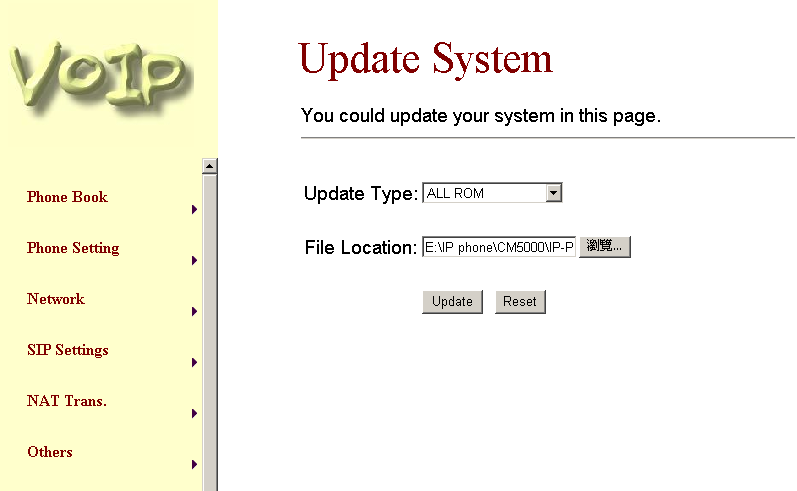 VoIP
Phone Book
Phone Setting
Network
SIP Settings
NAT Trans.
Others
Update System
You could update your system in this page.
Update Type: ALL ROM
File Location: E:\IP phone\CM5000\IP-P 瀏覽...
Update Reset